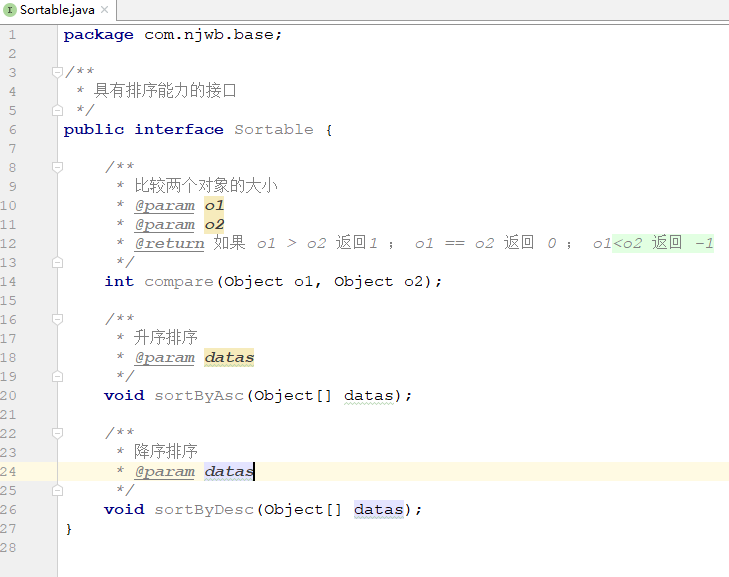 Sortable.java
1 package com.njwb.base;
2
3 /**
4 * 具有排序能力的接口
5 */
6 public interface Sortable {
7
8 /**
9 * 比较两个对象的大小
10 * @param o1
11 * @param o2
12 * @return 如果 o1 > o2 返回1 ; o1 == o2 返回 0 ; o1<o2 返回 -1
13 */
14 int compare(Object o1, Object o2);
15
16 /**
17 * 升序排序
18 * @param datas
19 */
20 void sortByAsc(Object[] datas);
21
22 /**
23 * 降序排序
24 * @param datas
25 */
26 void sortByDesc(Object[] datas);
27 }
28